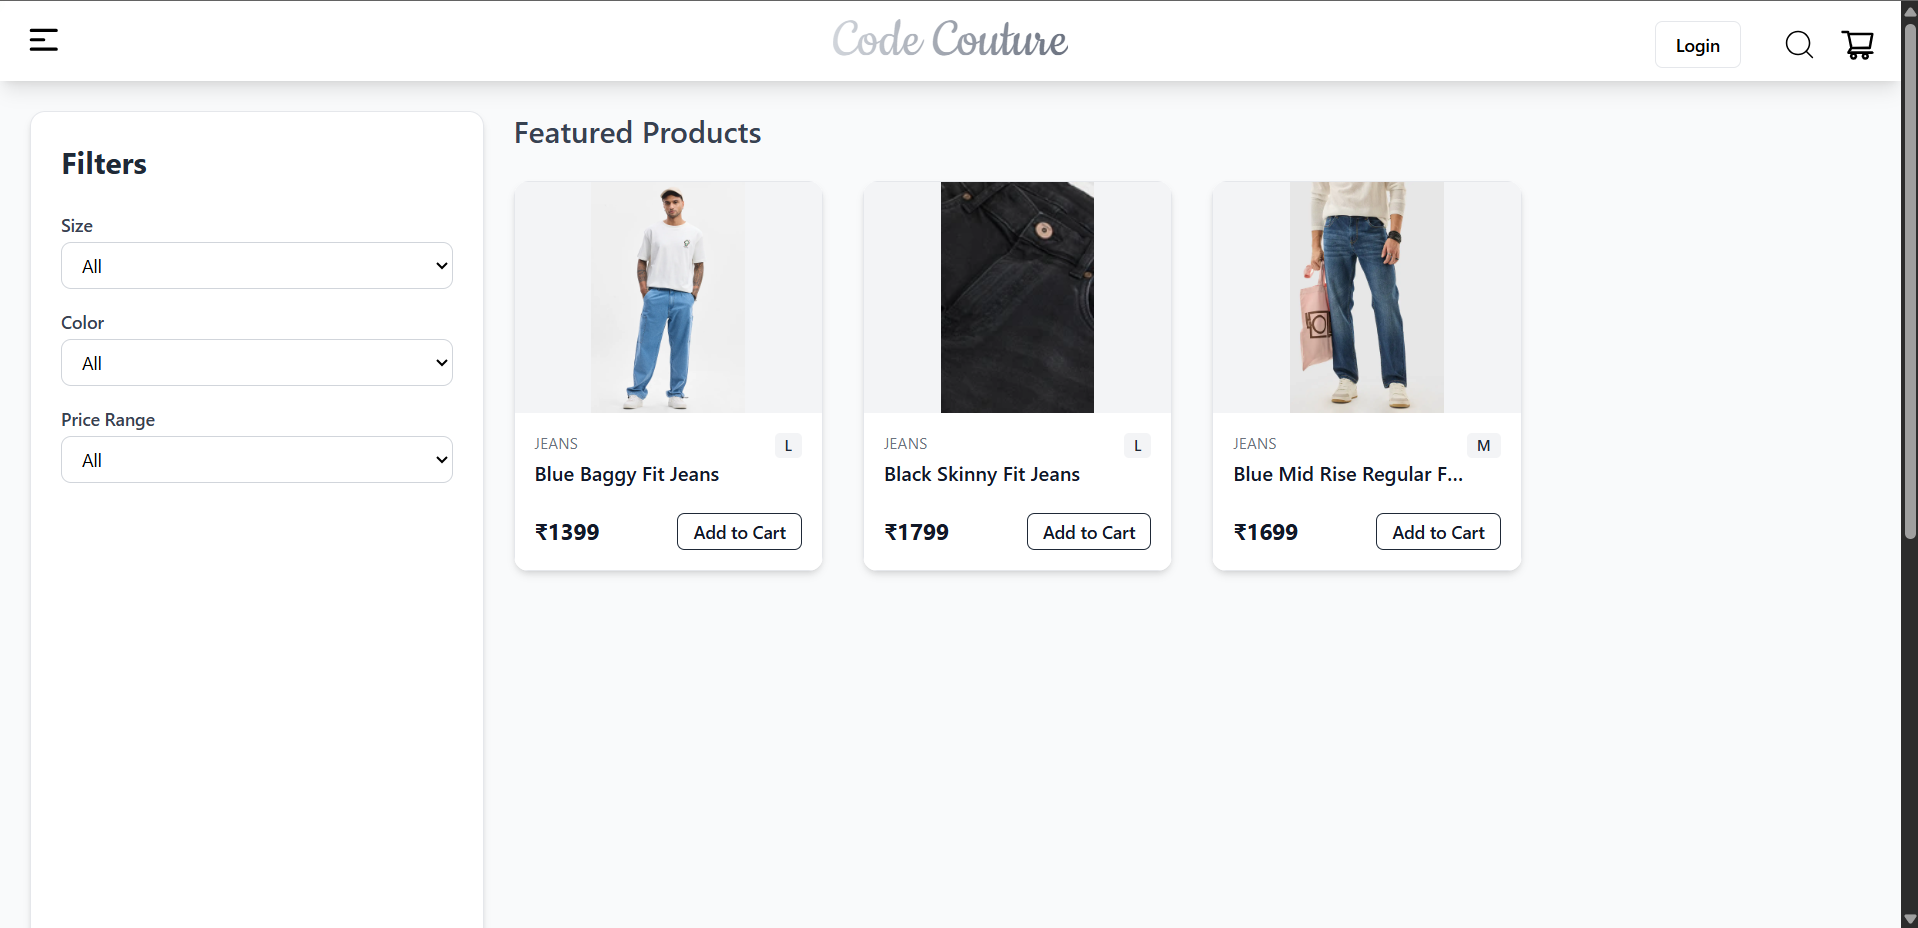 Code Couture
Login
Filters
Size
All
Color
All
Price Range
All
Featured Products
JEANS
L
Blue Baggy Fit Jeans
₹1399
Add to Cart
JEANS
L
Black Skinny Fit Jeans
₹1799
Add to Cart
JEANS
M
Blue Mid Rise Regular F...
₹1699
Add to Cart